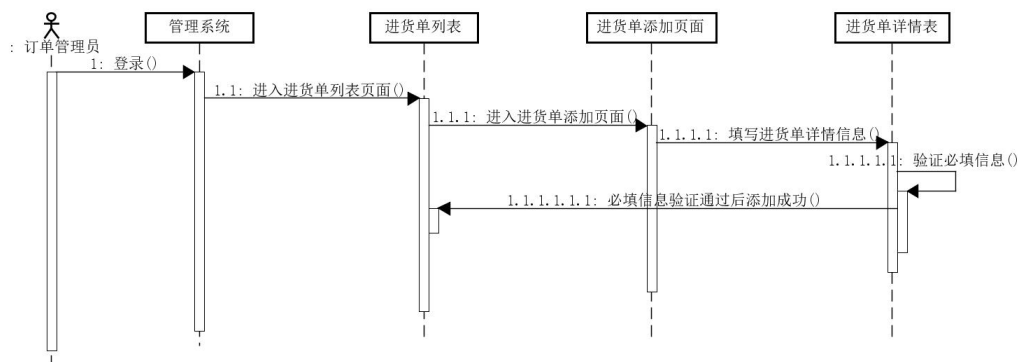 管理系统
进货单列表
进货单添加页面
进货单详情表
: 订单管理员
1: 登录()
1.1: 进入进货单列表页面()
1.1.1: 进入进货单添加页面()
1.1.1.1: 填写进货单详情信息()
1.1.1.1.1: 验证必填信息()
1.1.1.1.1.1: 必填信息验证通过后添加成功()